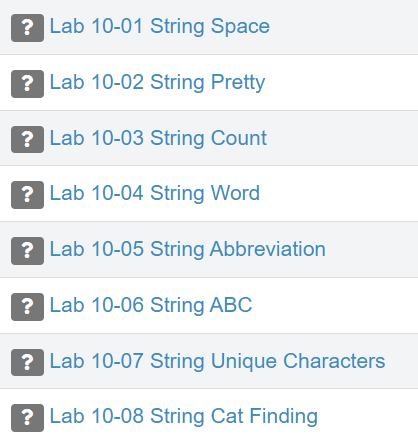 ? Lab 10-01 String Space
? Lab 10-02 String Pretty
? Lab 10-03 String Count
? Lab 10-04 String Word
? Lab 10-05 String Abbreviation
? Lab 10-06 String ABC
? Lab 10-07 String Unique Characters
? Lab 10-08 String Cat Finding